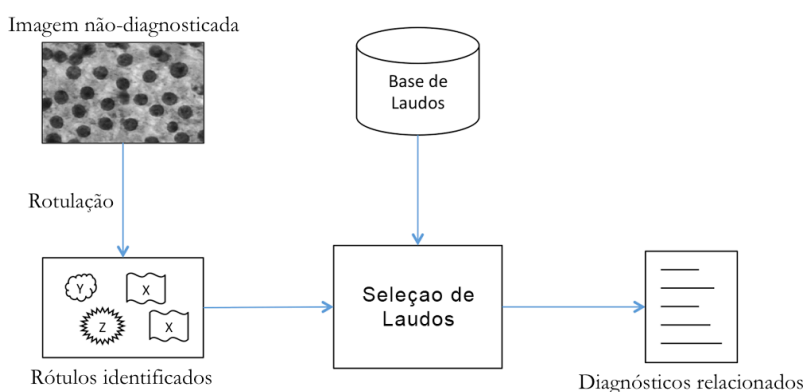 Imagem não-diagnosticada
Base de
Laudos
Rotulação
Y
X
Z
X
Seleçao de
Laudos
Rótulos identificados
Diagnósticos relacionados